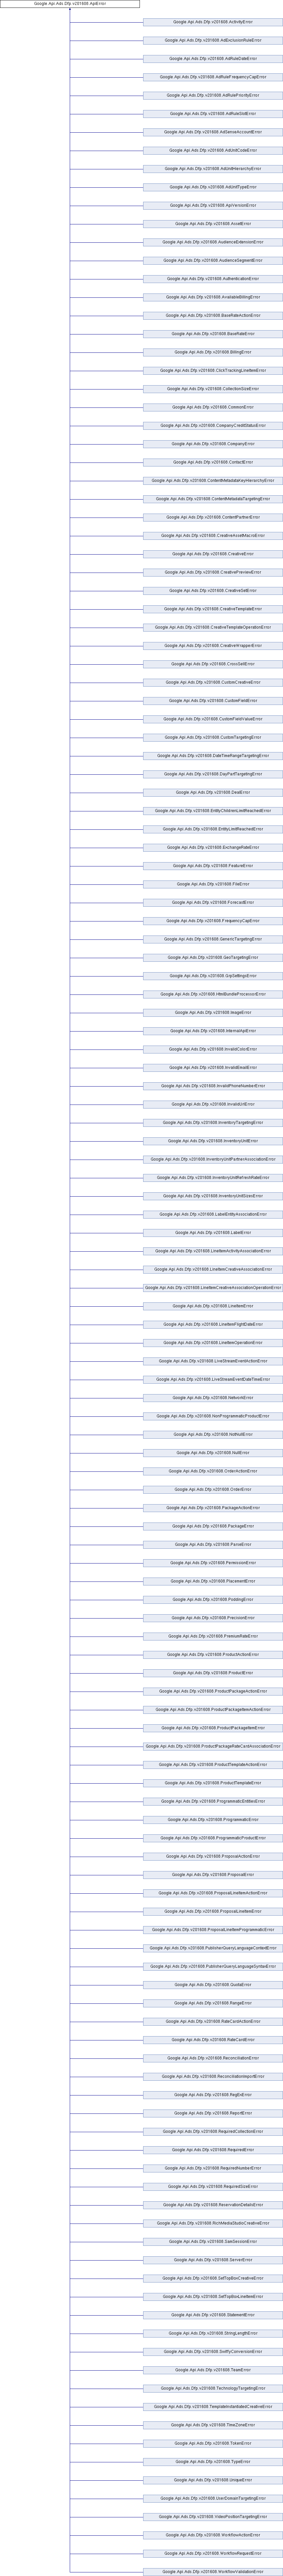 Google.Api.Ads.Dfp.v201608.ApiError
Google.Api.Ads.Dfp.v201608.ActivityError
Google.Api.Ads.Dfp.v201608.AdExclusionRuleError
Google.Api.Ads.Dfp.v201608.AdRuleDateError
Google.Api.Ads.Dfp.v201608.AdRuleFrequencyCapError
Google.Api.Ads.Dfp.v201608.AdRulePriorityError
Google.Api.Ads.Dfp.v201608.AdRuleSlotError
Google.Api.Ads.Dfp.v201608.AdSenseAccountError
Google.Api.Ads.Dfp.v201608.AdUnitCodeError
Google.Api.Ads.Dfp.v201608.AdUnitHierarchyError
Google.Api.Ads.Dfp.v201608.AdUnitTypeError
Google.Api.Ads.Dfp.v201608.ApiVersionError
Google.Api.Ads.Dfp.v201608.AssetError
Google.Api.Ads.Dfp.v201608.AudienceExtensionError
Google.Api.Ads.Dfp.v201608.AudienceSegmentError
Google.Api.Ads.Dfp.v201608.AuthenticationError
Google.Api.Ads.Dfp.v201608.AvailableBillingError
Google.Api.Ads.Dfp.v201608.BaseRateActionError
Google.Api.Ads.Dfp.v201608.BaseRateError
Google.Api.Ads.Dfp.v201608.BillingError
Google.Api.Ads.Dfp.v201608.ClickTrackingLineItemError
Google.Api.Ads.Dfp.v201608.CollectionSizeError
Google.Api.Ads.Dfp.v201608.CommonError
Google.Api.Ads.Dfp.v201608.CompanyCreditStatusError
Google.Api.Ads.Dfp.v201608.CompanyError
Google.Api.Ads.Dfp.v201608.ContactError
Google.Api.Ads.Dfp.v201608.ContentMetadataKeyHierarchyError
Google.Api.Ads.Dfp.v201608.ContentMetadataTargetingError
Google.Api.Ads.Dfp.v201608.ContentPartnerError
Google.Api.Ads.Dfp.v201608.CreativeAssetMacroError
Google.Api.Ads.Dfp.v201608.CreativeError
Google.Api.Ads.Dfp.v201608.CreativePreviewError
Google.Api.Ads.Dfp.v201608.CreativeSetError
Google.Api.Ads.Dfp.v201608.CreativeTemplateError
Google.Api.Ads.Dfp.v201608.CreativeTemplateOperationError
Google.Api.Ads.Dfp.v201608.CreativeWrapperError
Google.Api.Ads.Dfp.v201608.CrossSellError
Google.Api.Ads.Dfp.v201608.CustomCreativeError
Google.Api.Ads.Dfp.v201608.CustomFieldError
Google.Api.Ads.Dfp.v201608.CustomFieldValueError
Google.Api.Ads.Dfp.v201608.CustomTargetingError
Google.Api.Ads.Dfp.v201608.DateTimeRangeTargetingError
Google.Api.Ads.Dfp.v201608.DayPartTargetingError
Google.Api.Ads.Dfp.v201608.DealError
Google.Api.Ads.Dfp.v201608.EntityChildrenLimitReachedError
Google.Api.Ads.Dfp.v201608.EntityLimitReachedError
Google.Api.Ads.Dfp.v201608.ExchangeRateError
Google.Api.Ads.Dfp.v201608.FeatureError
Google.Api.Ads.Dfp.v201608.FileError
Google.Api.Ads.Dfp.v201608.ForecastError
Google.Api.Ads.Dfp.v201608.FrequencyCapError
Google.Api.Ads.Dfp.v201608.GenericTargetingError
Google.Api.Ads.Dfp.v201608.GeoTargetingError
Google.Api.Ads.Dfp.v201608.GrpSettingsError
Google.Api.Ads.Dfp.v201608.HtmlBundleProcessorError
Google.Api.Ads.Dfp.v201608.ImageError
Google.Api.Ads.Dfp.v201608.InternalApiError
Google.Api.Ads.Dfp.v201608.InvalidColorError
Google.Api.Ads.Dfp.v201608.InvalidEmailError
Google.Api.Ads.Dfp.v201608.InvalidPhoneNumberError
Google.Api.Ads.Dfp.v201608.InvalidUrlError
Google.Api.Ads.Dfp.v201608.InventoryTargetingError
Google.Api.Ads.Dfp.v201608.InventoryUnitError
Google.Api.Ads.Dfp.v201608.InventoryUnitPartnerAssociationError
Google.Api.Ads.Dfp.v201608.InventoryUnitRefreshRateError
Google.Api.Ads.Dfp.v201608.InventoryUnitSizesError
Google.Api.Ads.Dfp.v201608.LabelEntityAssociationError
Google.Api.Ads.Dfp.v201608.LabelError
Google.Api.Ads.Dfp.v201608.LineItemActivityAssociationError
Google.Api.Ads.Dfp.v201608.LineItemCreativeAssociationError
Google.Api.Ads.Dfp.v201608.LineItemCreativeAssociationOperationError
Google.Api.Ads.Dfp.v201608.LineItemError
Google.Api.Ads.Dfp.v201608.LineItemFlightDateError
Google.Api.Ads.Dfp.v201608.LineItemOperationError
Google.Api.Ads.Dfp.v201608.LiveStreamEventActionError
Google.Api.Ads.Dfp.v201608.LiveStreamEventDateTimeError
Google.Api.Ads.Dfp.v201608.NetworkError
Google.Api.Ads.Dfp.v201608.NonProgrammaticProductError
Google.Api.Ads.Dfp.v201608.NotNullError
Google.Api.Ads.Dfp.v201608.NullError
Google.Api.Ads.Dfp.v201608.OrderActionError
Google.Api.Ads.Dfp.v201608.OrderError
Google.Api.Ads.Dfp.v201608.PackageActionError
Google.Api.Ads.Dfp.v201608.PackageError
Google.Api.Ads.Dfp.v201608.ParseError
Google.Api.Ads.Dfp.v201608.PermissionError
Google.Api.Ads.Dfp.v201608.PlacementError
Google.Api.Ads.Dfp.v201608.PoddingError
Google.Api.Ads.Dfp.v201608.PrecisionError
Google.Api.Ads.Dfp.v201608.PremiumRateError
Google.Api.Ads.Dfp.v201608.ProductActionError
Google.Api.Ads.Dfp.v201608.ProductError
Google.Api.Ads.Dfp.v201608.ProductPackageActionError
Google.Api.Ads.Dfp.v201608.ProductPackageItemActionError
Google.Api.Ads.Dfp.v201608.ProductPackageItemError
Google.Api.Ads.Dfp.v201608.ProductPackageRateCardAssociationError
Google.Api.Ads.Dfp.v201608.ProductTemplateActionError
Google.Api.Ads.Dfp.v201608.ProductTemplateError
Google.Api.Ads.Dfp.v201608.ProgrammaticEntitiesError
Google.Api.Ads.Dfp.v201608.ProgrammaticError
Google.Api.Ads.Dfp.v201608.ProgrammaticProductError
Google.Api.Ads.Dfp.v201608.ProposalActionError
Google.Api.Ads.Dfp.v201608.ProposalError
Google.Api.Ads.Dfp.v201608.ProposalLineItemActionError
Google.Api.Ads.Dfp.v201608.ProposalLineItemError
Google.Api.Ads.Dfp.v201608.ProposalLineItemProgrammaticError
Google.Api.Ads.Dfp.v201608.PublisherQueryLanguageContextError
Google.Api.Ads.Dfp.v201608.PublisherQueryLanguageSyntaxError
Google.Api.Ads.Dfp.v201608.QuotaError
Google.Api.Ads.Dfp.v201608.RangeError
Google.Api.Ads.Dfp.v201608.RateCardActionError
Google.Api.Ads.Dfp.v201608.RateCardError
Google.Api.Ads.Dfp.v201608.ReconciliationError
Google.Api.Ads.Dfp.v201608.ReconciliationImportError
Google.Api.Ads.Dfp.v201608.RegExError
Google.Api.Ads.Dfp.v201608.ReportError
Google.Api.Ads.Dfp.v201608.RequiredCollectionError
Google.Api.Ads.Dfp.v201608.RequiredError
Google.Api.Ads.Dfp.v201608.RequiredNumberError
Google.Api.Ads.Dfp.v201608.RequiredSizeError
Google.Api.Ads.Dfp.v201608.ReservationDetailsError
Google.Api.Ads.Dfp.v201608.RichMediaStudioCreativeError
Google.Api.Ads.Dfp.v201608.SamSessionError
Google.Api.Ads.Dfp.v201608.ServerError
Google.Api.Ads.Dfp.v201608.SetTopBoxCreativeError
Google.Api.Ads.Dfp.v201608.SetTopBoxLineItemError
Google.Api.Ads.Dfp.v201608.StatementError
Google.Api.Ads.Dfp.v201608.StringLengthError
Google.Api.Ads.Dfp.v201608.SwiffyConversionError
Google.Api.Ads.Dfp.v201608.TeamError
Google.Api.Ads.Dfp.v201608.TechnologyTargetingError
Google.Api.Ads.Dfp.v201608.TemplateInstantiatedCreativeError
Google.Api.Ads.Dfp.v201608.TimeZoneError
Google.Api.Ads.Dfp.v201608.TokenError
Google.Api.Ads.Dfp.v201608.TypeError
Google.Api.Ads.Dfp.v201608.UniqueError
Google.Api.Ads.Dfp.v201608.UserDomainTargetingError
Google.Api.Ads.Dfp.v201608.VideoPositionTargetingError
Google.Api.Ads.Dfp.v201608.WorkflowActionError
Google.Api.Ads.Dfp.v201608.WorkflowRequestError
Google.Api.Ads.Dfp.v201608.WorkflowValidationError